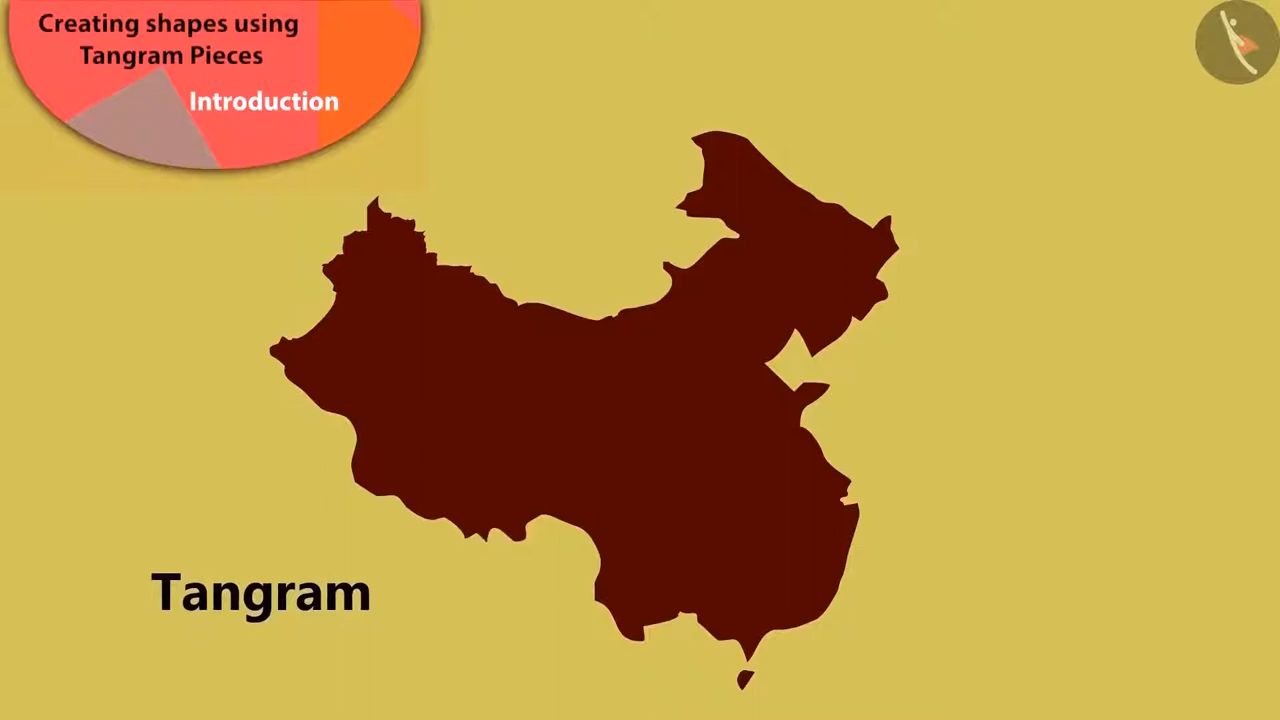 Creating shapes using
Tangram Pieces
Introduction
Tangram